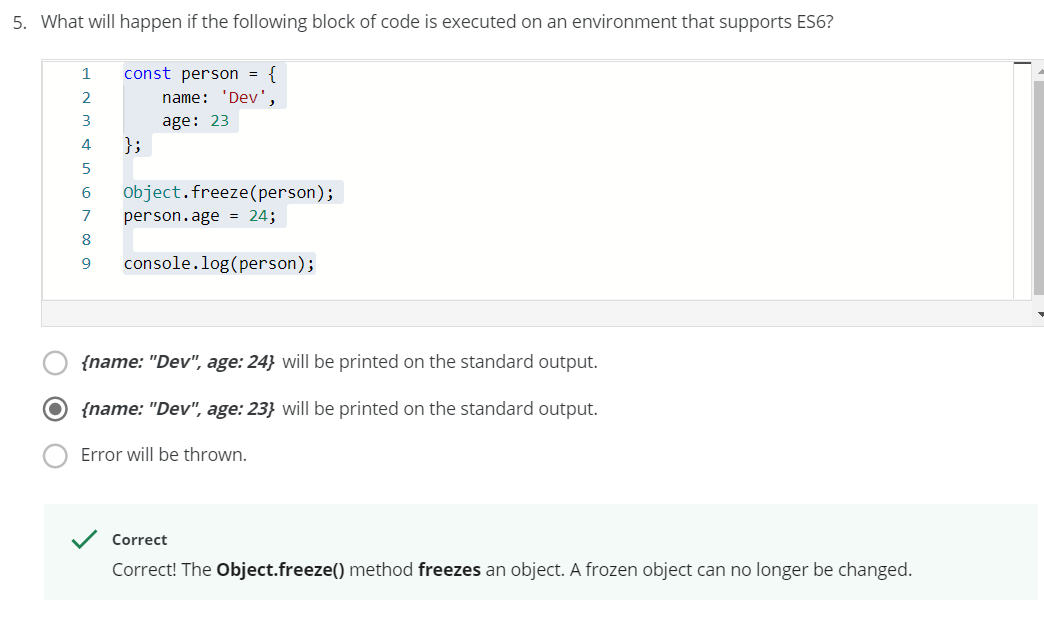 5. What will happen if the following block of code is executed on an environment that supports ES6?
1 const person = {
2     name: 'Dev',
3     age: 23
4 };
5
6 Object.freeze(person);
7 person.age = 24;
8
9 console.log(person);
{name: "Dev", age: 24} will be printed on the standard output.
{name: "Dev", age: 23} will be printed on the standard output.
Error will be thrown.
Correct
Correct! The Object.freeze() method freezes an object. A frozen object can no longer be changed.